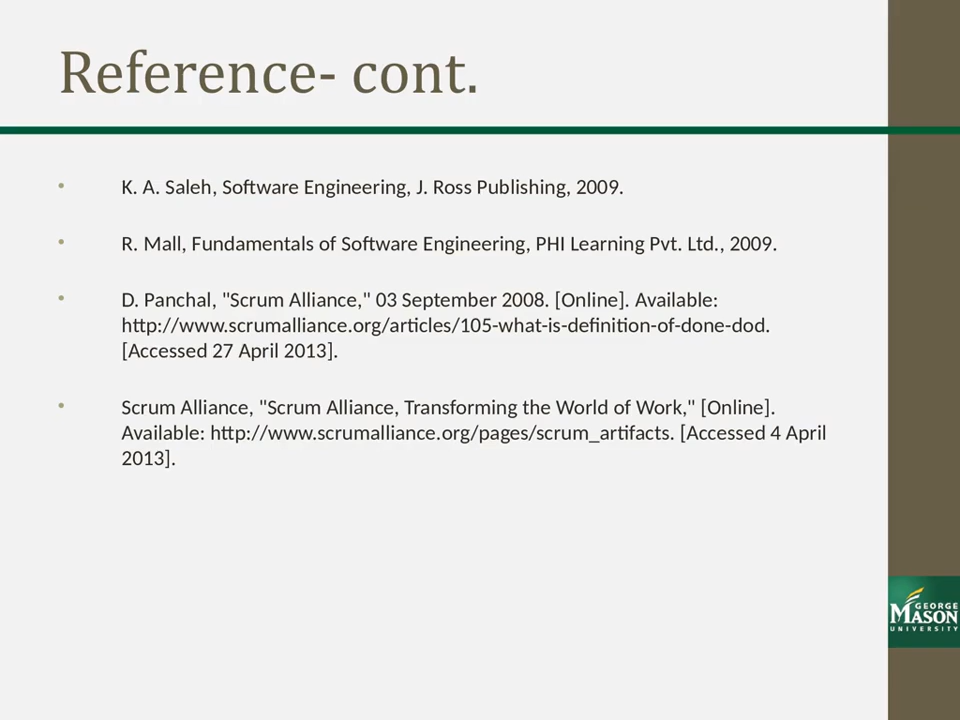 Reference- cont.
• K. A. Saleh, Software Engineering, J. Ross Publishing, 2009.
• R. Mall, Fundamentals of Software Engineering, PHI Learning Pvt. Ltd., 2009.
• D. Panchal, "Scrum Alliance," 03 September 2008. [Online]. Available:
http://www.scrumalliance.org/articles/105-what-is-definition-of-done-dod.
[Accessed 27 April 2013].
• Scrum Alliance, "Scrum Alliance, Transforming the World of Work," [Online].
Available: http://www.scrumalliance.org/pages/scrum_artifacts. [Accessed 4 April
2013].
GEORGE
MASON
UNIVERSITY